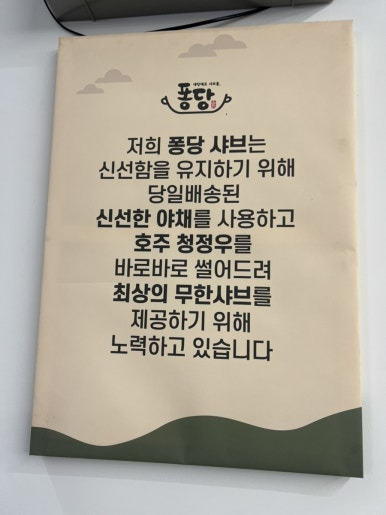 퐁당
저희 퐁당 샤브는
신선함을 유지하기 위해
당일배송된
신선한 야채를 사용하고
호주 청정우를
바로바로 썰어드려
최상의 무한샤브를
제공하기 위해
노력하고 있습니다